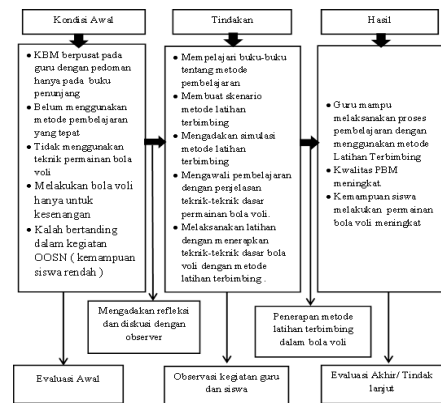 Kondisi Awal
Tindakan
Hasil
• KBM berpusat pada
guru dengan pedoman
hanya pada buku
penunjang
• Belum menggunakan
metode pembelajaran
yang tepat
• Tidak menggunakan
teknik permainan bola
voli
• Melakukan bola voli
hanya untuk
kesenangan
• Kalah bertanding
dalam kegiatan
OOSN ( kemampuan
siswa rendah )
• Mempelajari buku-buku
tentang metode
pembelajaran
• Membuat skenario
metode latihan
terbimbing
• Mengadakan simulasi
metode latihan
terbimbing
• Mengawali pembelajaran
dengan penjelasan
teknik-teknik dasar
permainan bola voli.
• Melaksanakan latihan
dengan menerapkan
teknik-teknik dasar bola
voli dengan metode
latihan terbimbing .
• Guru mampu
melaksanakan proses
pembelajaran dengan
menggunakan metode
Latihan Terbimbing
• Kwalitas PBM
meningkat.
• Kemampuan siswa
melakukan permainan
bola voli meningkat
Mengadakan refleksi
dan diskusi dengan
observer
Penerapan metode
latihan terbimbing
dalam bola voli
Evaluasi Awal
Observasi kegiatan guru
dan siswa
Evaluasi Akhir/ Tindak
lanjut